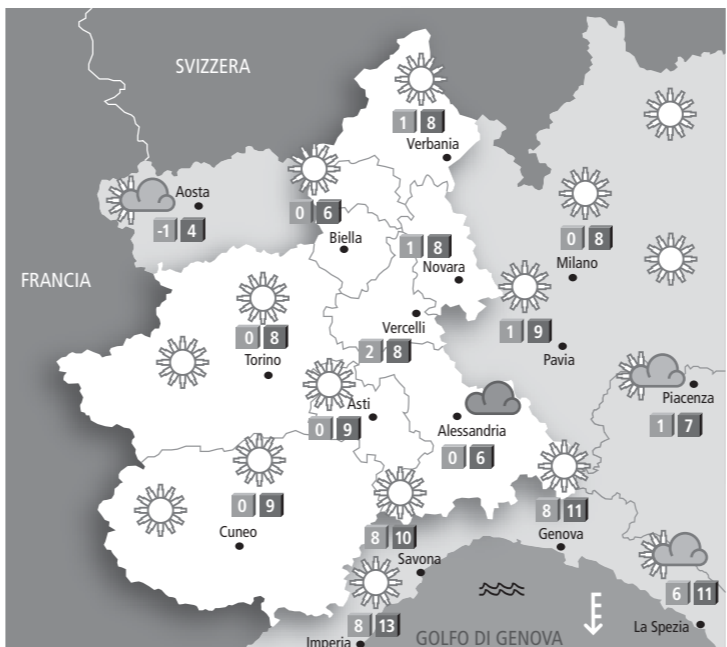 SVIZZERA
1 8
Verbania
Aosta
-1 4
0 6
Biella
1 8
Novara
0 8
Milano
FRANCIA
0 8
Torino
Vercelli
2 8
1 9
Pavia
Piacenza
1 7
Asti
0 9
Alessandria
0 6
0 9
Cuneo
8 10
Savona
8 11
Genova
6 11
La Spezia
8 13
Imperia
GOLFO DI GENOVA